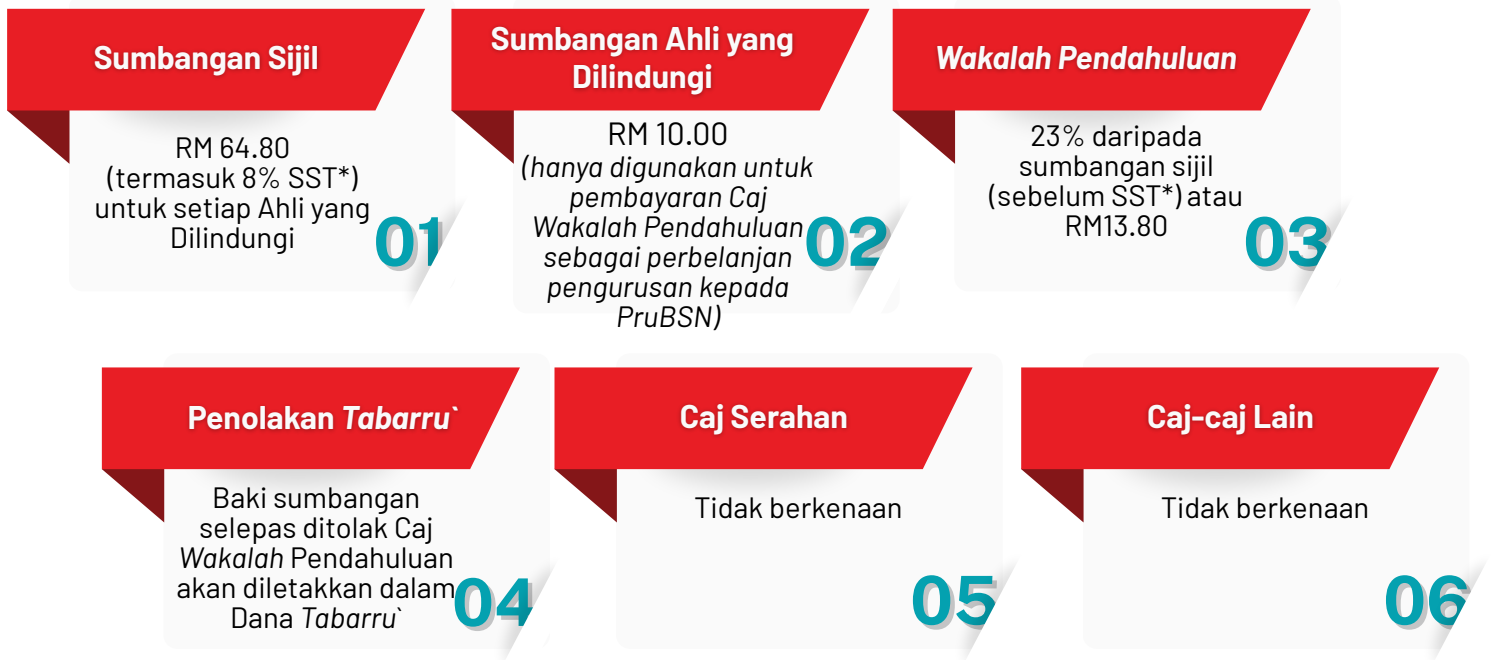 Sumbangan Sijil
RM 64.80
(termasuk 8% SST*)
untuk setiap Ahli yang
Dilindungi
01
Sumbangan Ahli yang
Dilindungi
RM 10.00
(hanya digunakan untuk
pembayaran Caj
Wakalah Pendahuluan
sebagai perbelanjan
pengurusan kepada
PruBSN)
02
Wakalah Pendahuluan
23% daripada
sumbangan sijil
(sebelum SST*) atau
RM13.80
03
Penolakan Tabarru`
Baki sumbangan
selepas ditolak Caj
Wakalah Pendahuluan
akan diletakkan dalam
Dana Tabarru`
04
Caj Serahan
Tidak berkenaan
05
Caj-caj Lain
Tidak berkenaan
06